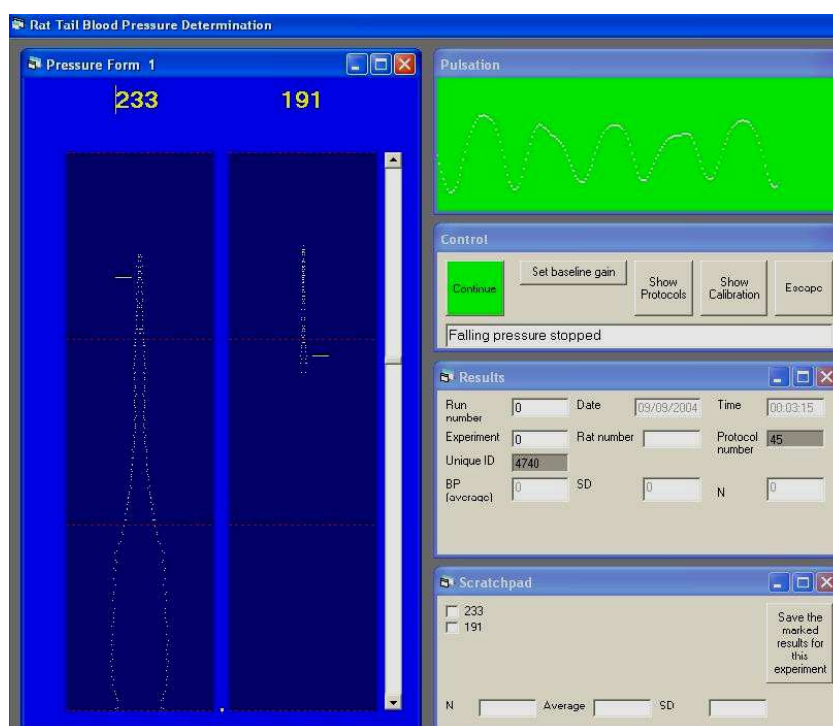 Rat Tail Blood Pressure Determination
Pressure Form 1
233 191
Pulsation
Control
Continue
Set baseline gain
Show Protocols
Show Calibration
Escape
Falling pressure stopped
Results
Run number 0 Date 09/09/2004 Time 00:03:15
Experiment 0 Rat number Protocol number 45
Unique ID 4740
BP (average) 0 SD 0 N 0
Scratchpad
233
191
Save the marked results for this experiment
N Average SD